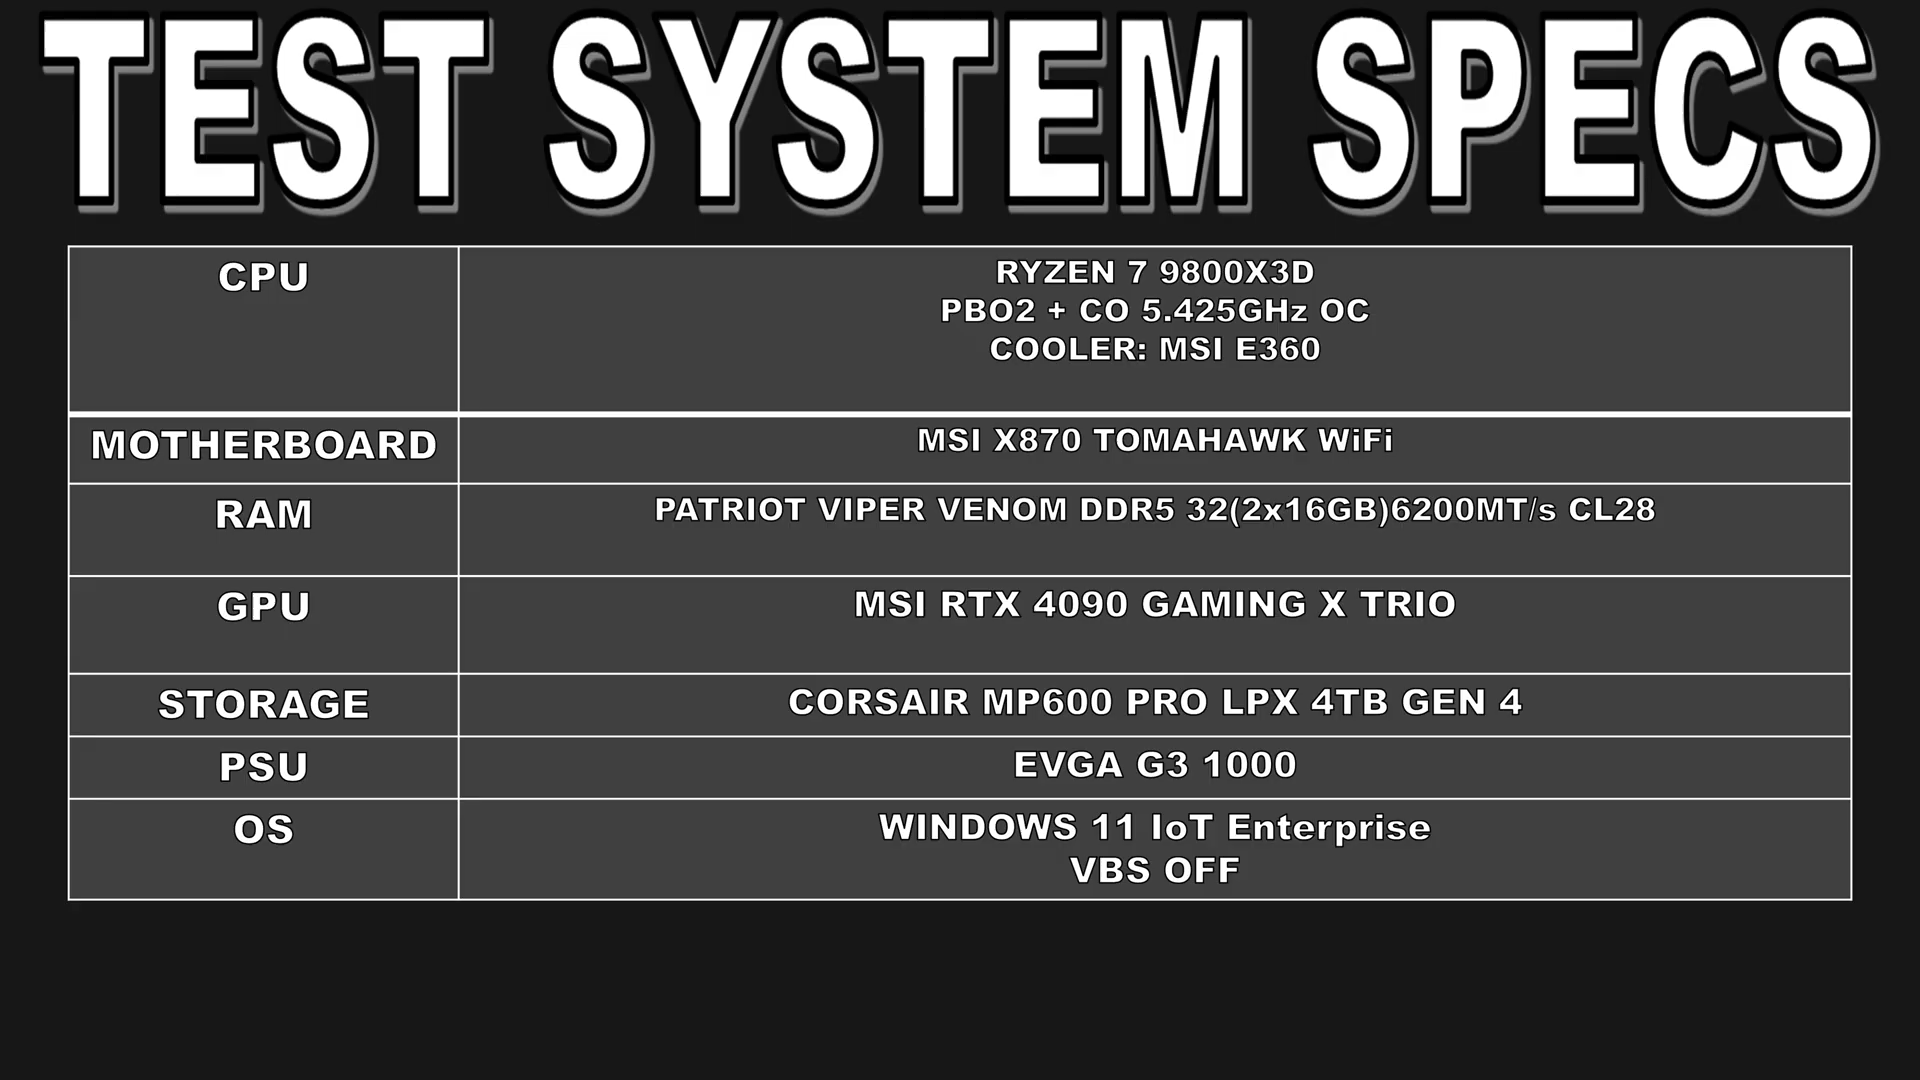 TEST SYSTEM SPECS
CPU
RYZEN 7 9800X3D
PBO2 + CO 5.425GHz OC
COOLER: MSI E360
MOTHERBOARD
MSI X870 TOMAHAWK WiFi
RAM
PATRIOT VIPER VENOM DDR5 32(2x16GB)6200MT/s CL28
GPU
MSI RTX 4090 GAMING X TRIO
STORAGE
CORSAIR MP600 PRO LPX 4TB GEN 4
PSU
EVGA G3 1000
OS
WINDOWS 11 IoT Enterprise
VBS OFF